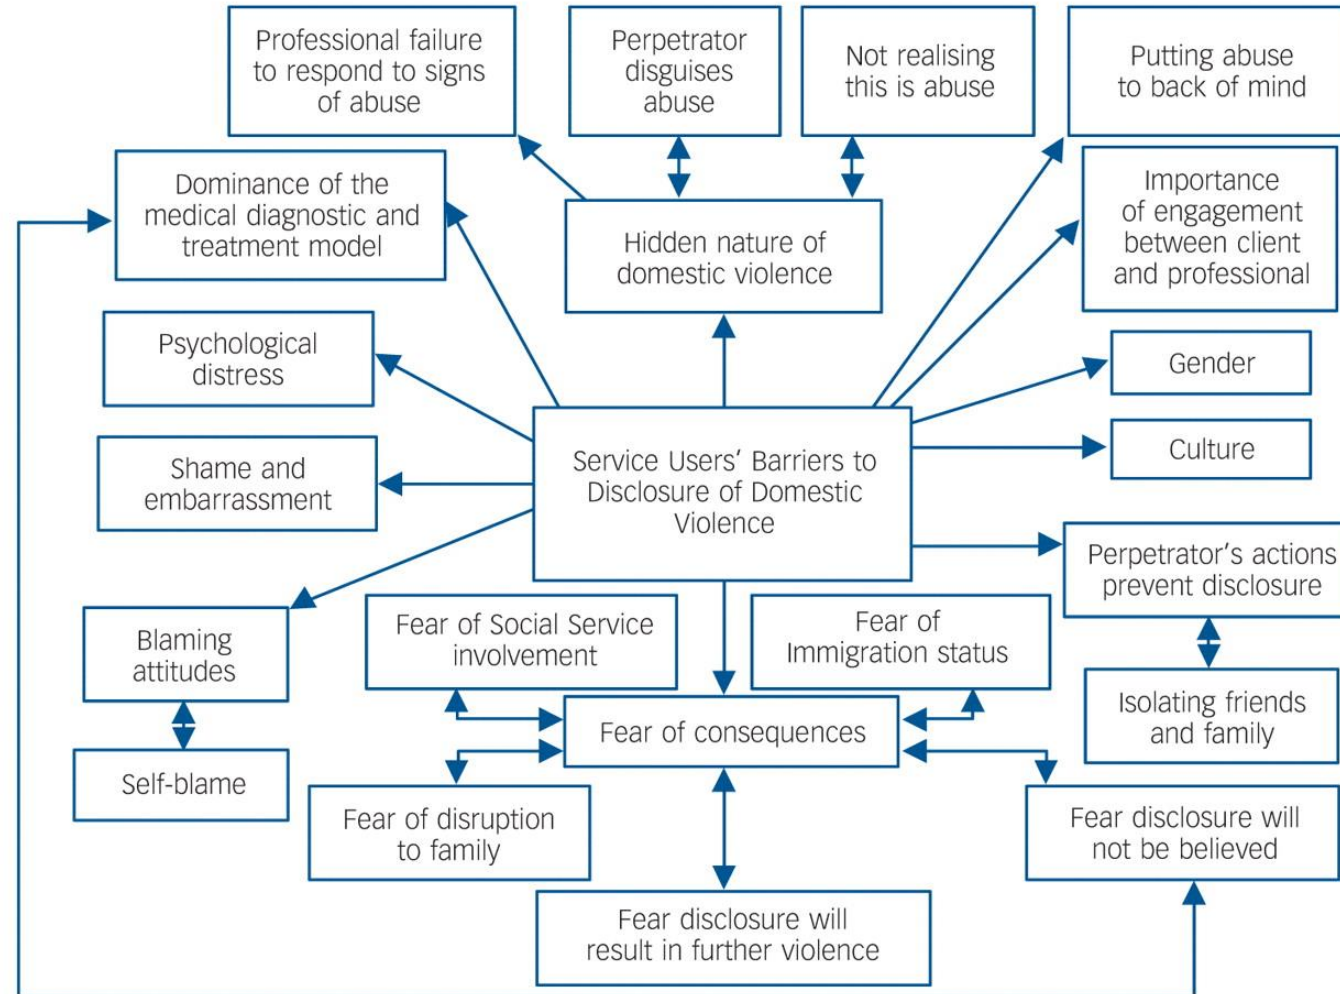 Professional failure
to respond to signs
of abuse
Perpetrator
disguises
abuse
Not realising
this is abuse
Putting abuse
to back of mind
Dominance of the
medical diagnostic and
treatment model
Hidden nature of
domestic violence
Importance
of engagement
between client
and professional
Psychological
distress
Gender
Shame and
embarrassment
Service Users' Barriers to
Disclosure of Domestic
Violence
Culture
Perpetrator's actions
prevent disclosure
Blaming
attitudes
Fear of Social Service
involvement
Fear of
Immigration status
Isolating friends
and family
Fear of consequences
Self-blame
Fear of disruption
to family
Fear disclosure will
not be believed
Fear disclosure will
result in further violence